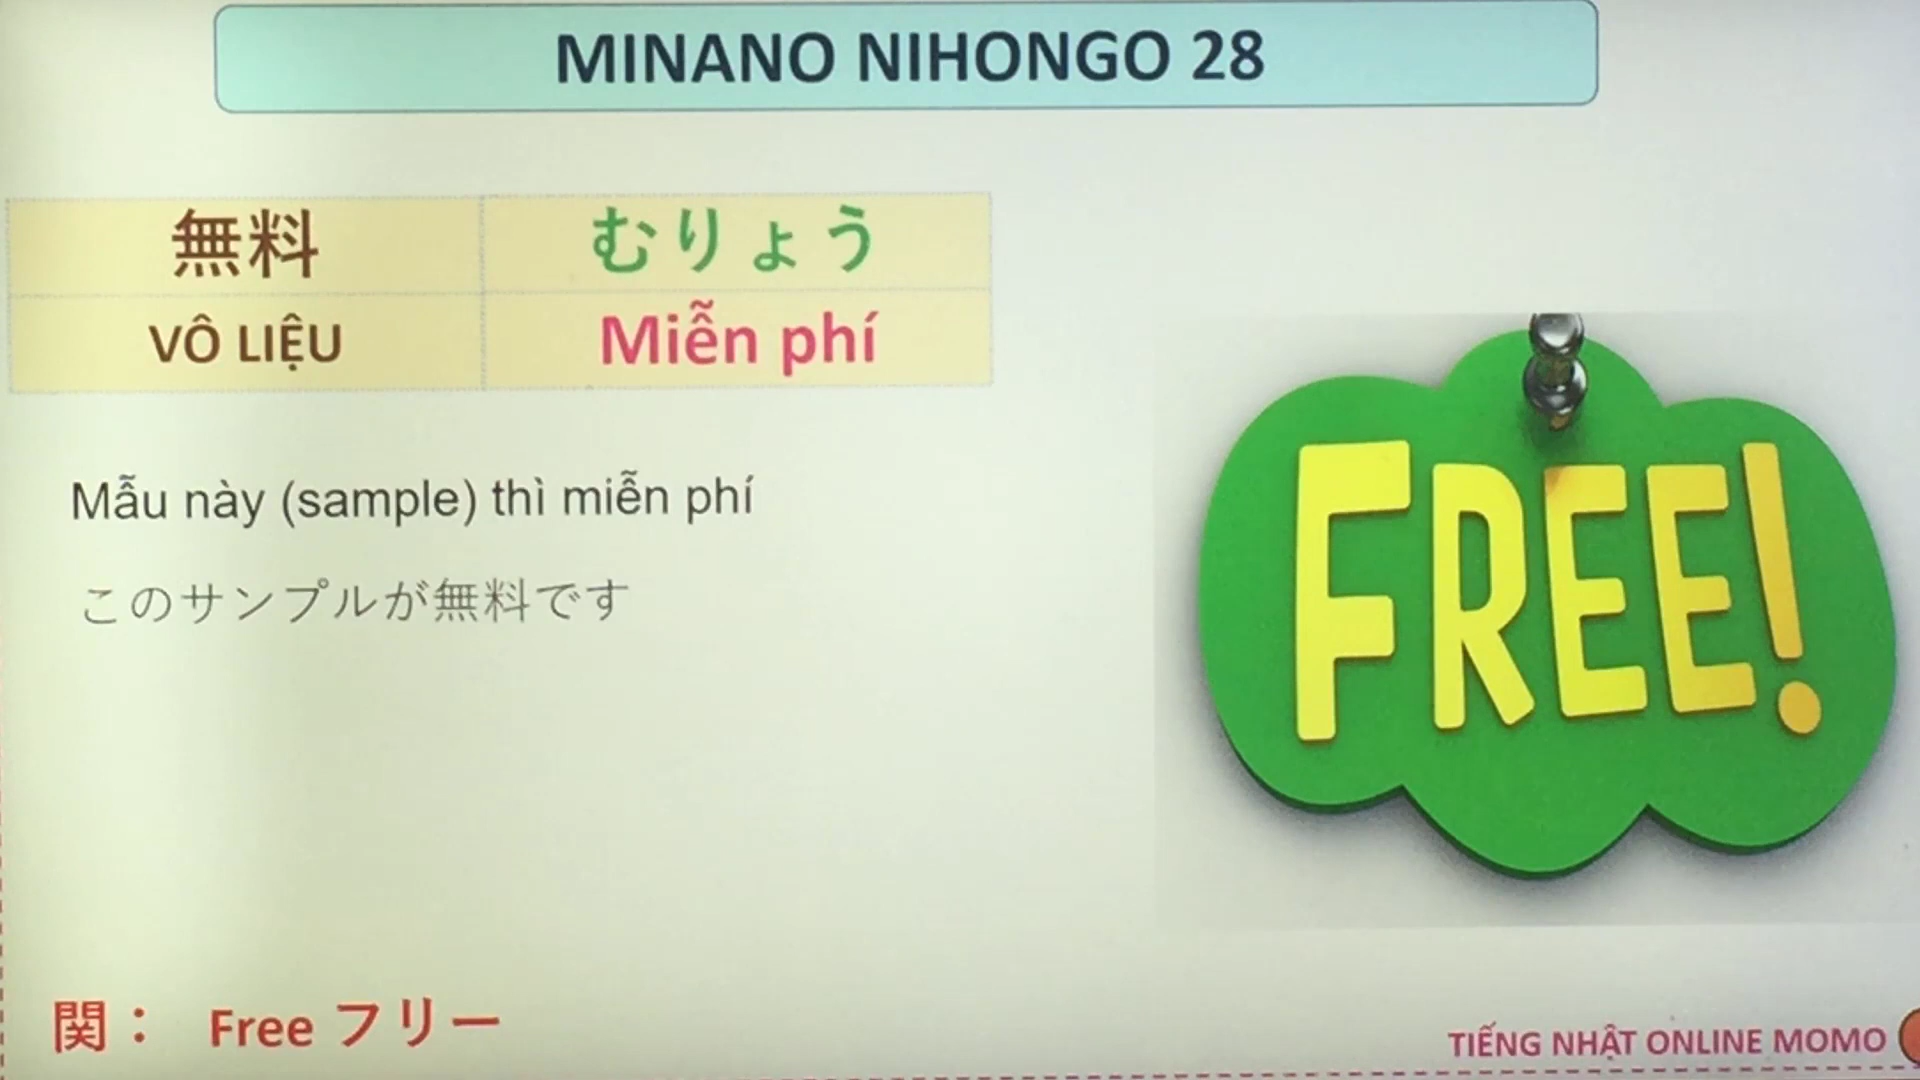 MINANO NIHONGO 28
無料 むりょう
VÔ LIỆU Miễn phí
Mẫu này (sample) thì miễn phí
このサンプルが無料です
FREE!
関： Free フリー
TIẾNG NHẬT ONLINE MOMO